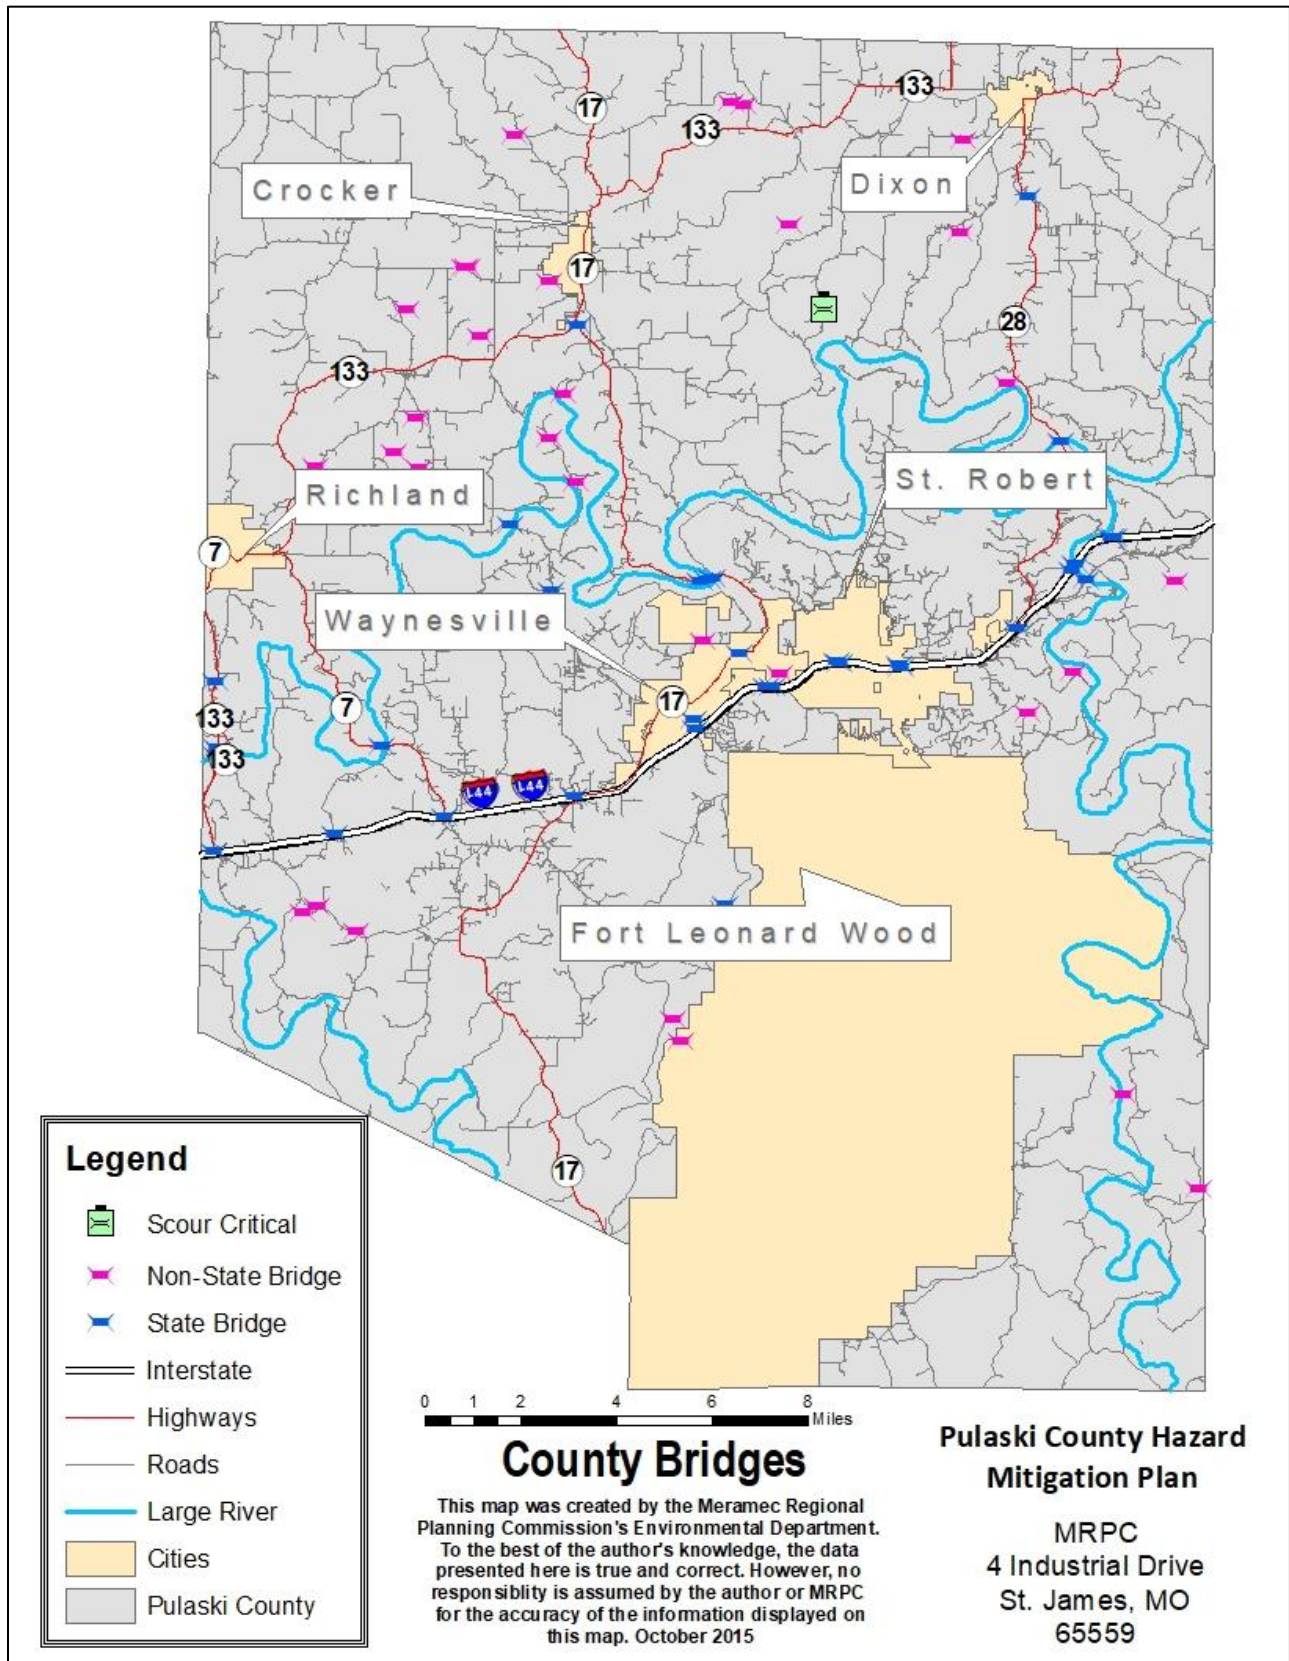 17
133
133
Crocker
Dixon
17
28
133
St. Robert
Richland
7
Waynesville
17
7
133
133
I-44
I-44
Fort Leonard Wood
17
Legend
Scour Critical
Non-State Bridge
State Bridge
Interstate
Highways
Roads
Large River
Cities
Pulaski County
0 1 2 4 6 8
Miles
County Bridges
This map was created by the Meramec Regional
Planning Commission's Environmental Department.
To the best of the author's knowledge, the data
presented here is true and correct. However, no
responsiblity is assumed by the author or MRPC
for the accuracy of the information displayed on
this map. October 2015
Pulaski County Hazard
Mitigation Plan
MRPC
4 Industrial Drive
St. James, MO
65559